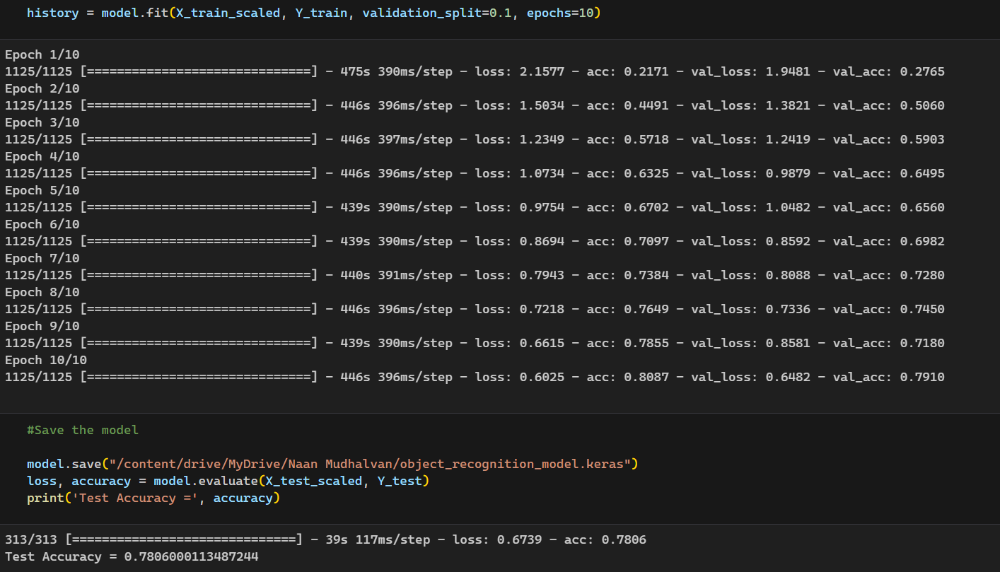 history = model.fit(X_train_scaled, Y_train, validation_split=0.1, epochs=10)
Epoch 1/10
1125/1125 [==============================] - 475s 390ms/step - loss: 2.1577 - acc: 0.2171 - val_loss: 1.9481 - val_acc: 0.2765
Epoch 2/10
1125/1125 [==============================] - 446s 396ms/step - loss: 1.5034 - acc: 0.4491 - val_loss: 1.3821 - val_acc: 0.5060
Epoch 3/10
1125/1125 [==============================] - 446s 397ms/step - loss: 1.2349 - acc: 0.5718 - val_loss: 1.2419 - val_acc: 0.5903
Epoch 4/10
1125/1125 [==============================] - 446s 396ms/step - loss: 1.0734 - acc: 0.6325 - val_loss: 0.9879 - val_acc: 0.6495
Epoch 5/10
1125/1125 [==============================] - 439s 390ms/step - loss: 0.9754 - acc: 0.6702 - val_loss: 1.0482 - val_acc: 0.6560
Epoch 6/10
1125/1125 [==============================] - 439s 390ms/step - loss: 0.8694 - acc: 0.7097 - val_loss: 0.8592 - val_acc: 0.6982
Epoch 7/10
1125/1125 [==============================] - 440s 391ms/step - loss: 0.7943 - acc: 0.7384 - val_loss: 0.8088 - val_acc: 0.7280
Epoch 8/10
1125/1125 [==============================] - 446s 396ms/step - loss: 0.7218 - acc: 0.7649 - val_loss: 0.7336 - val_acc: 0.7450
Epoch 9/10
1125/1125 [==============================] - 439s 390ms/step - loss: 0.6615 - acc: 0.7855 - val_loss: 0.8581 - val_acc: 0.7180
Epoch 10/10
1125/1125 [==============================] - 446s 396ms/step - loss: 0.6025 - acc: 0.8087 - val_loss: 0.6482 - val_acc: 0.7910
#Save the model
model.save("/content/drive/MyDrive/Naan Mudhalvan/object_recognition_model.keras")
loss, accuracy = model.evaluate(X_test_scaled, Y_test)
print('Test Accuracy =', accuracy)
313/313 [==============================] - 39s 117ms/step - loss: 0.6739 - acc: 0.7806
Test Accuracy = 0.7806000113487244